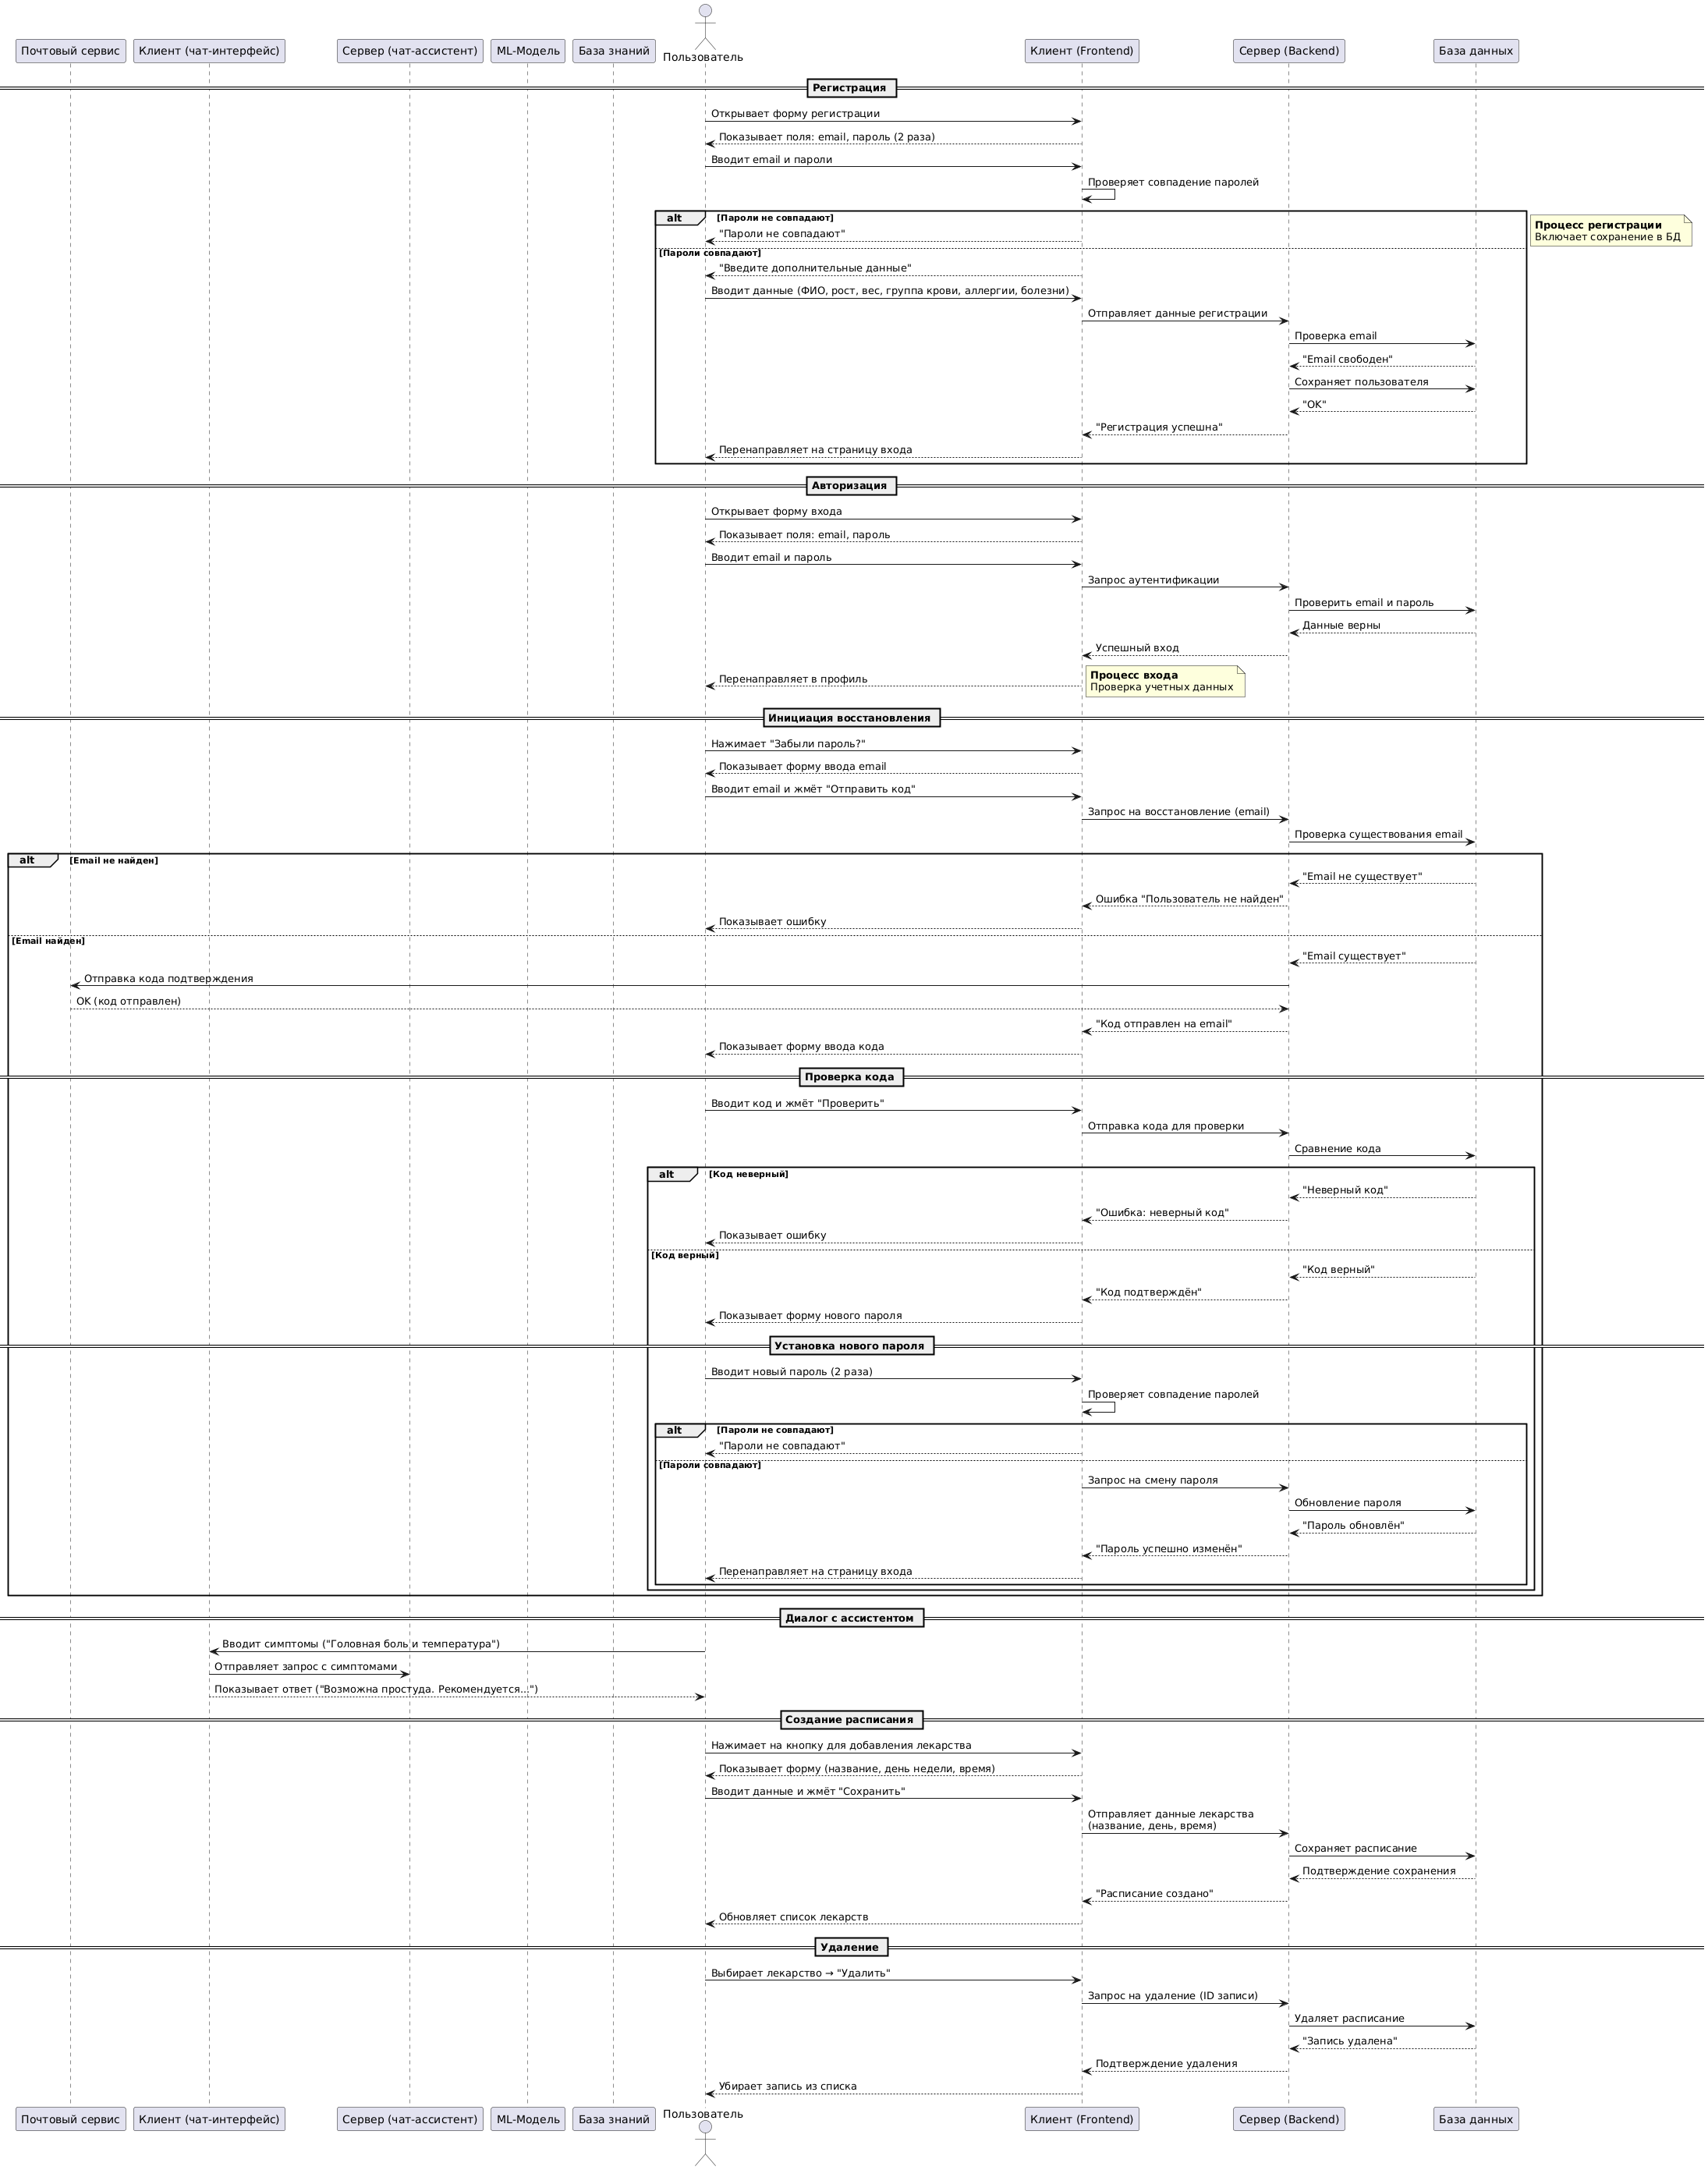 Почтовый сервис
Клиент (чат-интерфейс)
Сервер (чат-ассистент)
ML-Модель
База знаний
Пользователь
Клиент (Frontend)
Сервер (Backend)
База данных
Регистрация
Открывает форму регистрации
Показывает поля: email, пароль (2 раза)
Вводит email и пароли
Проверяет совпадение паролей
alt
[Пароли не совпадают]
"Пароли не совпадают"
Процесс регистрации
Включает сохранение в БД
[Пароли совпадают]
"Введите дополнительные данные"
Вводит данные (ФИО, рост, вес, группа крови, аллергии, болезни)
Отправляет данные регистрации
Проверка email
"Email свободен"
Сохраняет пользователя
"OK"
"Регистрация успешна"
Перенаправляет на страницу входа
Авторизация
Открывает форму входа
Показывает поля: email, пароль
Вводит email и пароль
Запрос аутентификации
Проверить email и пароль
Данные верны
Успешный вход
Перенаправляет в профиль
Процесс входа
Проверка учетных данных
Инициация восстановления
Нажимает "Забыли пароль?"
Показывает форму ввода email
Вводит email и жмёт "Отправить код"
Запрос на восстановление (email)
Проверка существования email
alt
[Email не найден]
"Email не существует"
Ошибка "Пользователь не найден"
Показывает ошибку
[Email найден]
"Email существует"
Отправка кода подтверждения
OK (код отправлен)
"Код отправлен на email"
Показывает форму ввода кода
Проверка кода
Вводит код и жмёт "Проверить"
Отправка кода для проверки
Сравнение кода
alt
[Код неверный]
"Неверный код"
"Ошибка: неверный код"
Показывает ошибку
[Код верный]
"Код верный"
"Код подтверждён"
Показывает форму нового пароля
Установка нового пароля
Вводит новый пароль (2 раза)
Проверяет совпадение паролей
alt
[Пароли не совпадают]
"Пароли не совпадают"
[Пароли совпадают]
Запрос на смену пароля
Обновление пароля
"Пароль обновлён"
"Пароль успешно изменён"
Перенаправляет на страницу входа
Диалог с ассистентом
Вводит симптомы ("Головная боль и температура")
Отправляет запрос с симптомами
Показывает ответ ("Возможна простуда. Рекомендуется...")
Создание расписания
Нажимает на кнопку для добавления лекарства
Показывает форму (название, день недели, время)
Вводит данные и жмёт "Сохранить"
Отправляет данные лекарства
(название, день, время)
Сохраняет расписание
Подтверждение сохранения
"Расписание создано"
Обновляет список лекарств
Удаление
Выбирает лекарство → "Удалить"
Запрос на удаление (ID записи)
Удаляет расписание
"Запись удалена"
Подтверждение удаления
Убирает запись из списка
Почтовый сервис
Клиент (чат-интерфейс)
Сервер (чат-ассистент)
ML-Модель
База знаний
Пользователь
Клиент (Frontend)
Сервер (Backend)
База данных